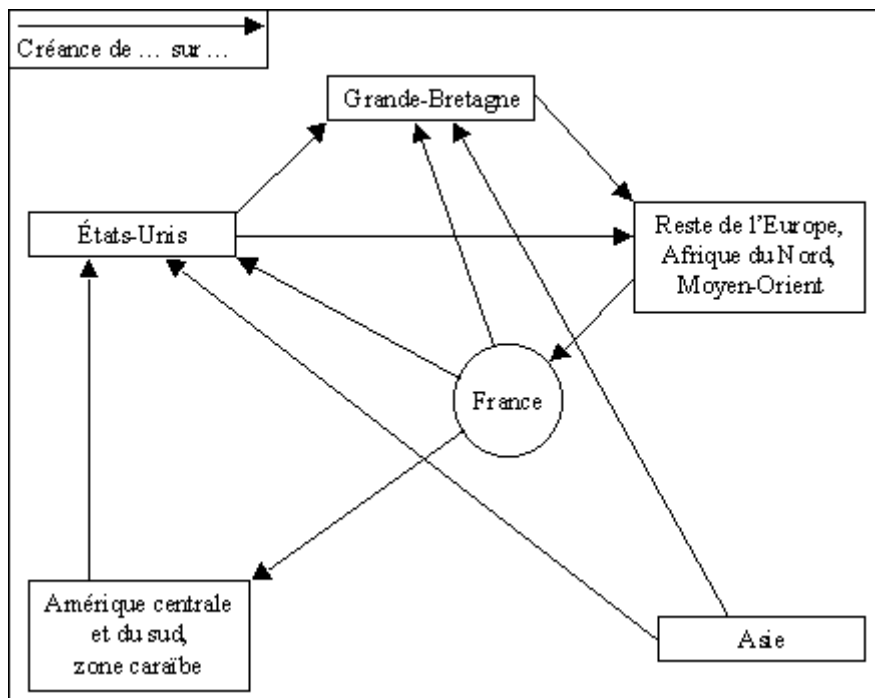 Créance de … sur …
Grande-Bretagne
États-Unis
Reste de l'Europe,
Afrique du Nord,
Moyen-Orient
France
Amérique centrale
et du sud,
zone caraïbe
Asie